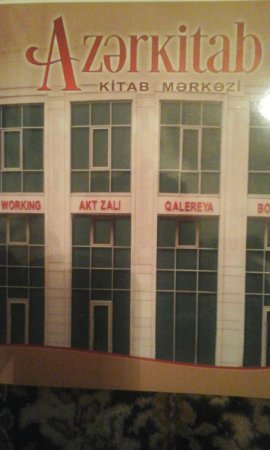 Azərkitab
KİTAB MƏRKƏZİ
WORKING AKT ZALI QALEREYA